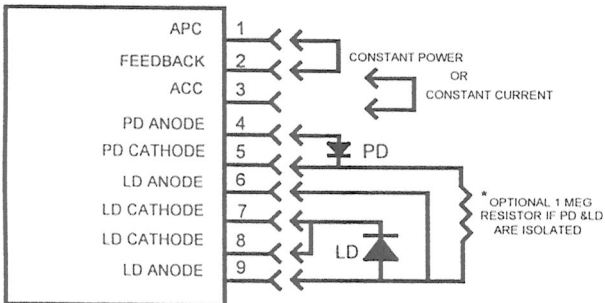 APC 1
FEEDBACK 2
ACC 3
PD ANODE 4
PD CATHODE 5
LD ANODE 6
LD CATHODE 7
LD CATHODE 8
LD ANODE 9
CONSTANT POWER
OR
CONSTANT CURRENT
PD
LD
* OPTIONAL 1 MEG
RESISTOR IF PD &LD
ARE ISOLATED